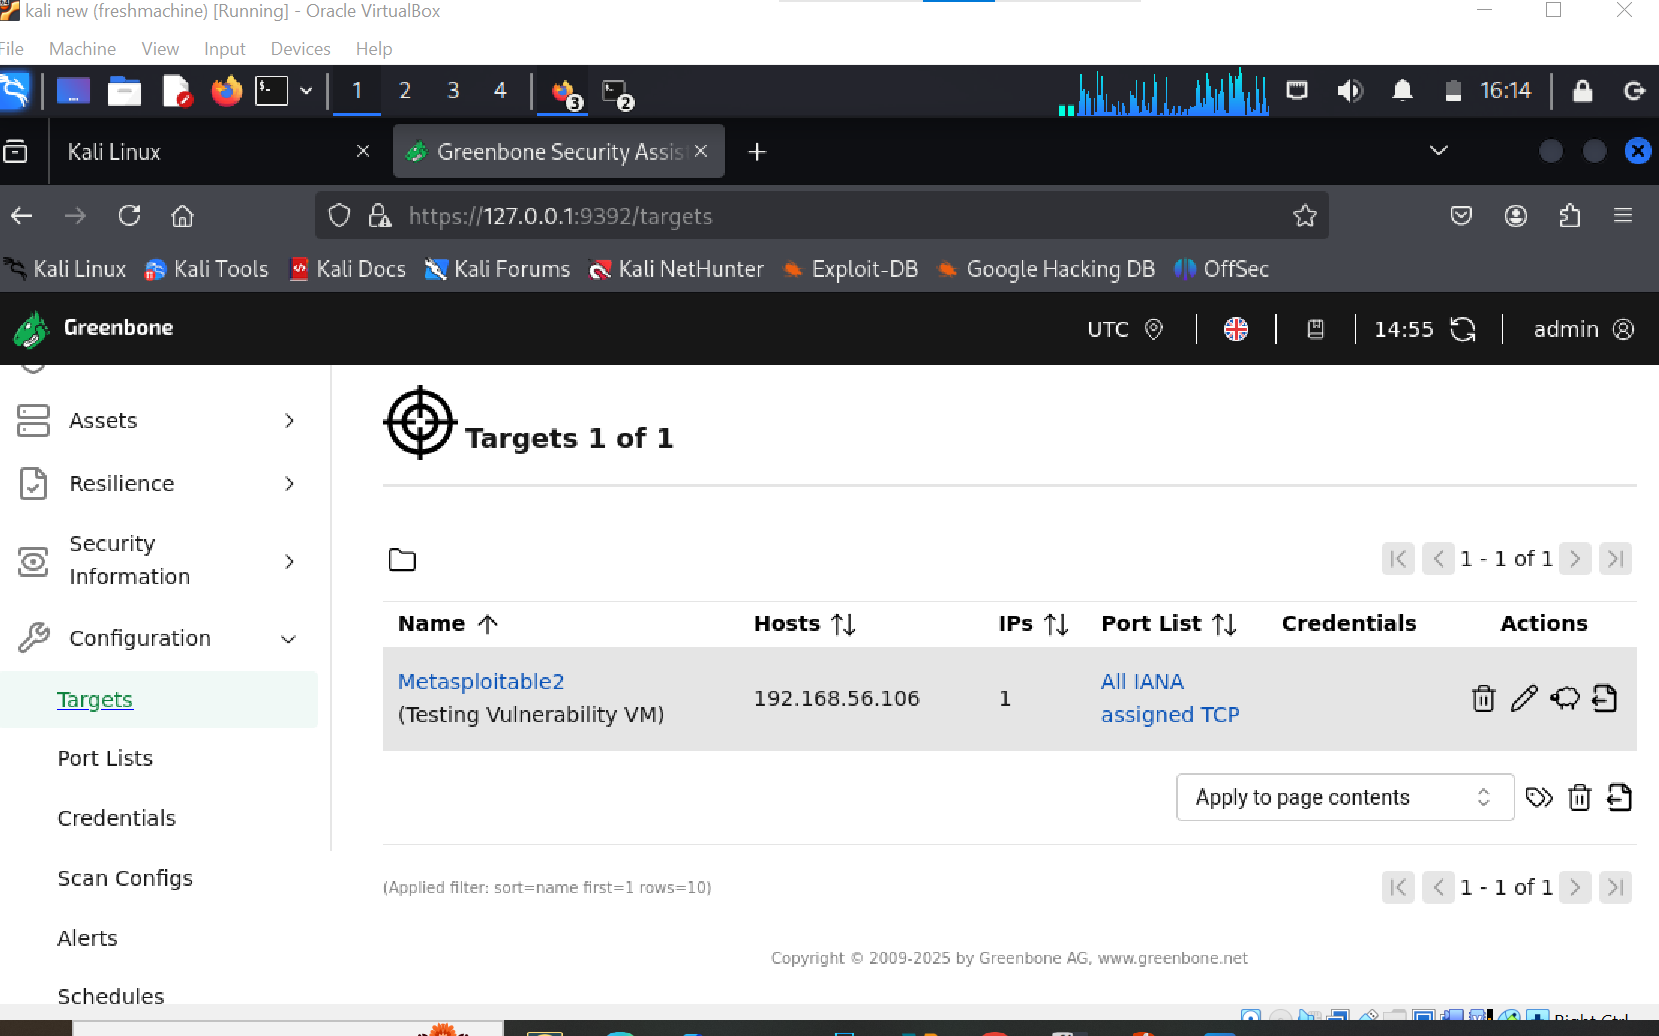 kali new (freshmachine) [Running] - Oracle VirtualBox
File Machine View Input Devices Help
1 2 3 4 3 2 16:14
Kali Linux Greenbone Security Assis
https://127.0.0.1:9392/targets
Kali Linux Kali Tools Kali Docs Kali Forums Kali NetHunter Exploit-DB Google Hacking DB OffSec
Greenbone UTC 14:55 admin
Assets
Resilience
Security
Information
Configuration
Targets
Port Lists
Credentials
Scan Configs
Alerts
Schedules
Targets 1 of 1
1 - 1 of 1
Name Hosts IPs Port List Credentials Actions
Metasploitable2 All IANA
(Testing Vulnerability VM) 192.168.56.106 1 assigned TCP
Apply to page contents
(Applied filter: sort=name first=1 rows=10) 1 - 1 of 1
Copyright © 2009-2025 by Greenbone AG, www.greenbone.net
Right Ctrl